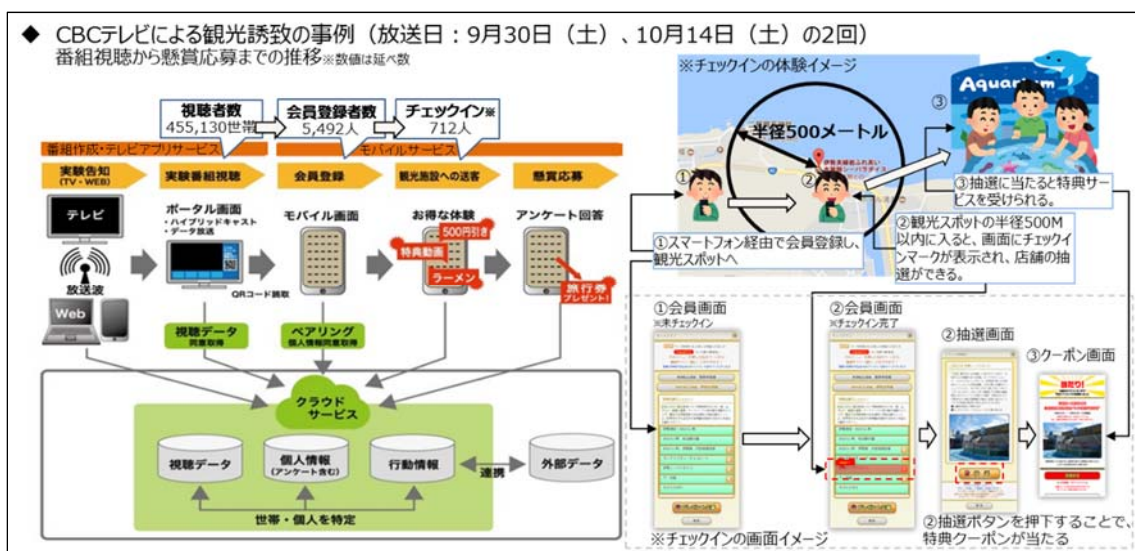 ◆ CBCテレビによる観光誘致の事例（放送日：9月30日（土）、10月14日（土）の2回）
番組視聴から懸賞応募までの推移※数値は延べ数
視聴者数
455,130世帯
会員登録者数
5,492人
チェックイン※
712人
番組作成・テレビアプリサービス
モバイルサービス
実験告知
(TV・WEB)
実験番組視聴
会員登録
観光施設への送客
懸賞応募
テレビ
放送波
Web
ポータル画面
・ハイブリッドキャスト
・データ放送
QRコード読取
モバイル画面
お得な体験
500円引き
特典動画
ラーメン
アンケート回答
旅行券
プレゼント!
視聴データ
同意取得
ペアリング
個人情報同意取得
クラウド
サービス
視聴データ
個人情報
(アンケート含む)
行動情報
連携
外部データ
世帯・個人を特定
※チェックインの体験イメージ
半径500メートル
①
②
③
Aquarium
①スマートフォン経由で会員登録し、
観光スポットへ
③抽選に当たると特典サービ
スを受けられる。
②観光スポットの半径500M
以内に入ると、画面にチェックイ
ンマークが表示され、店舗の抽
選ができる。
①会員画面
※未チェックイン
②会員画面
※チェックイン完了
②抽選画面
③クーポン画面
当たり!
②抽選ボタンを押下することで、
特典クーポンが当たる
※チェックインの画面イメージ